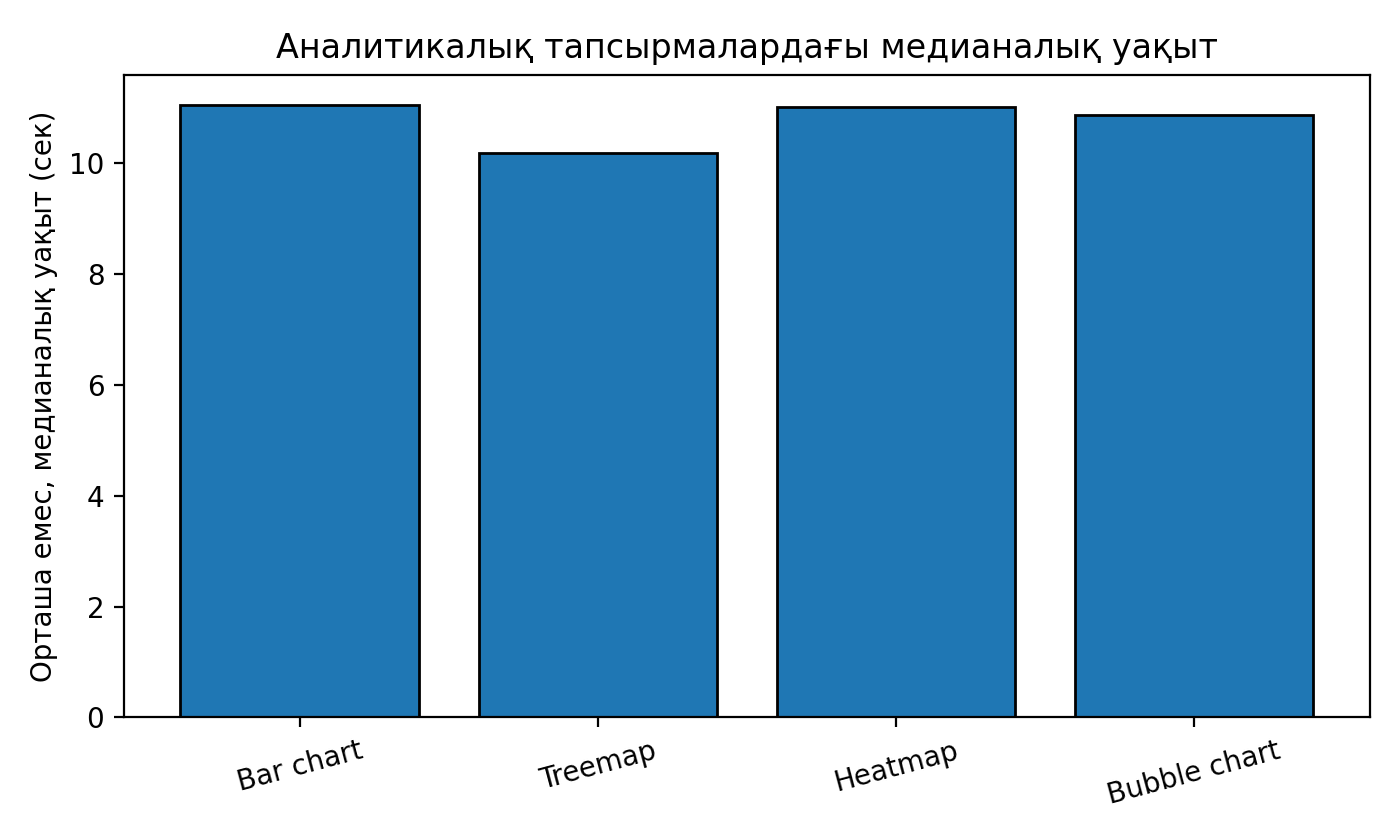 Аналитикалық тапсырмалардағы медианалық уақыт
Орташа емес, медианалық уақыт (сек)
10
8
6
4
2
0
Bar chart
Treemap
Heatmap
Bubble chart